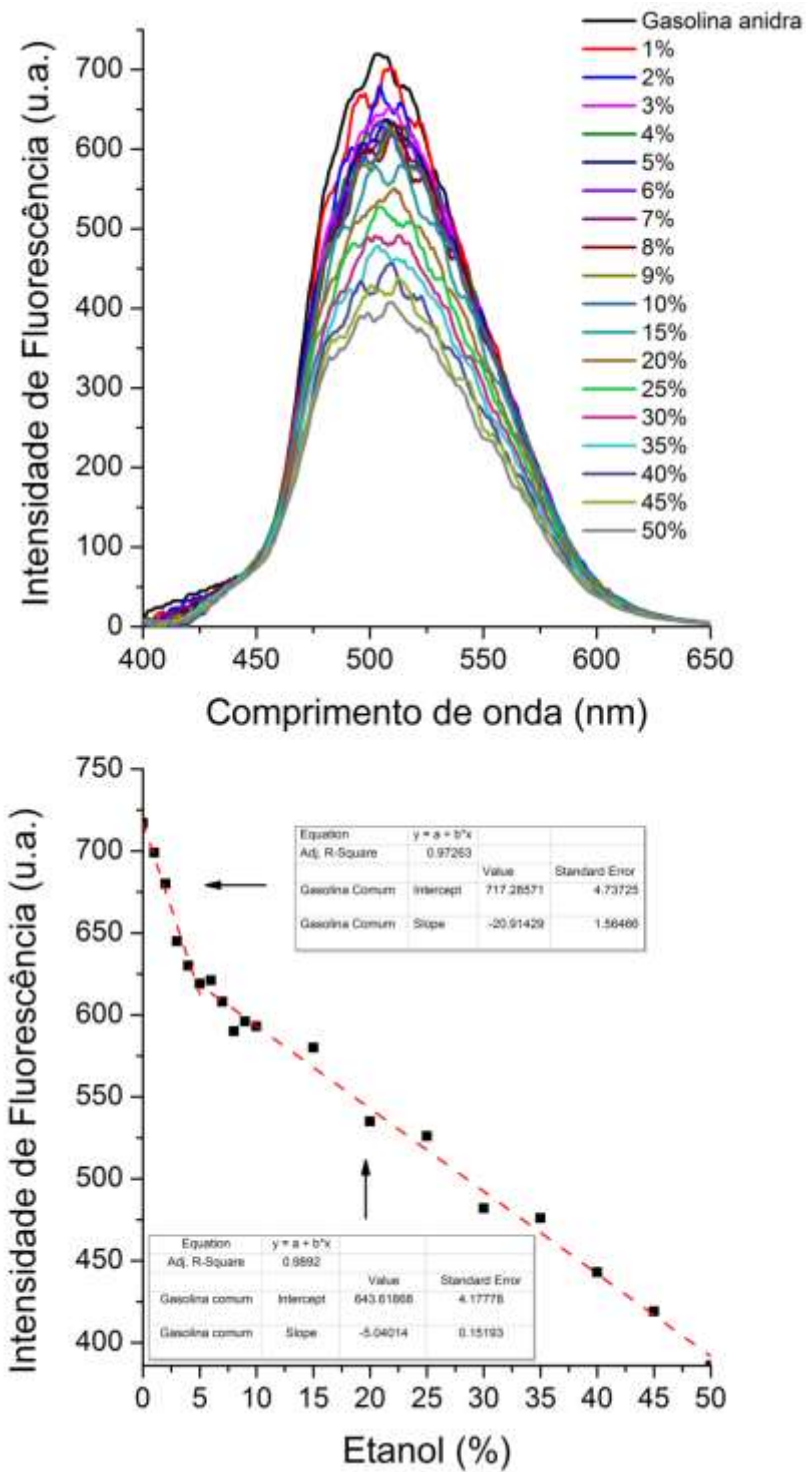 Intensidade de Fluorescência (u.a.)
700
600
500
400
300
200
100
0
400
450
500
550
600
650
Comprimento de onda (nm)
Gasolina anidra
1%
2%
3%
4%
5%
6%
7%
8%
9%
10%
15%
20%
25%
30%
35%
40%
45%
50%
Intensidade de Fluorescência (u.a.)
750
700
650
600
550
500
450
400
Equation y = a + b*x
Adj. R-Square 0.97263
Value Standard Error
Gasolina Comum Intercept 717.28571 4.73725
Gasolina Comum Slope -20.91429 1.56466
Equation y = a + b*x
Adj. R-Square 0.9892
Value Standard Error
Gasolina comum Intercept 643.61868 4.17778
Gasolina comum Slope -5.04014 0.15193
0 5 10 15 20 25 30 35 40 45 50
Etanol (%)